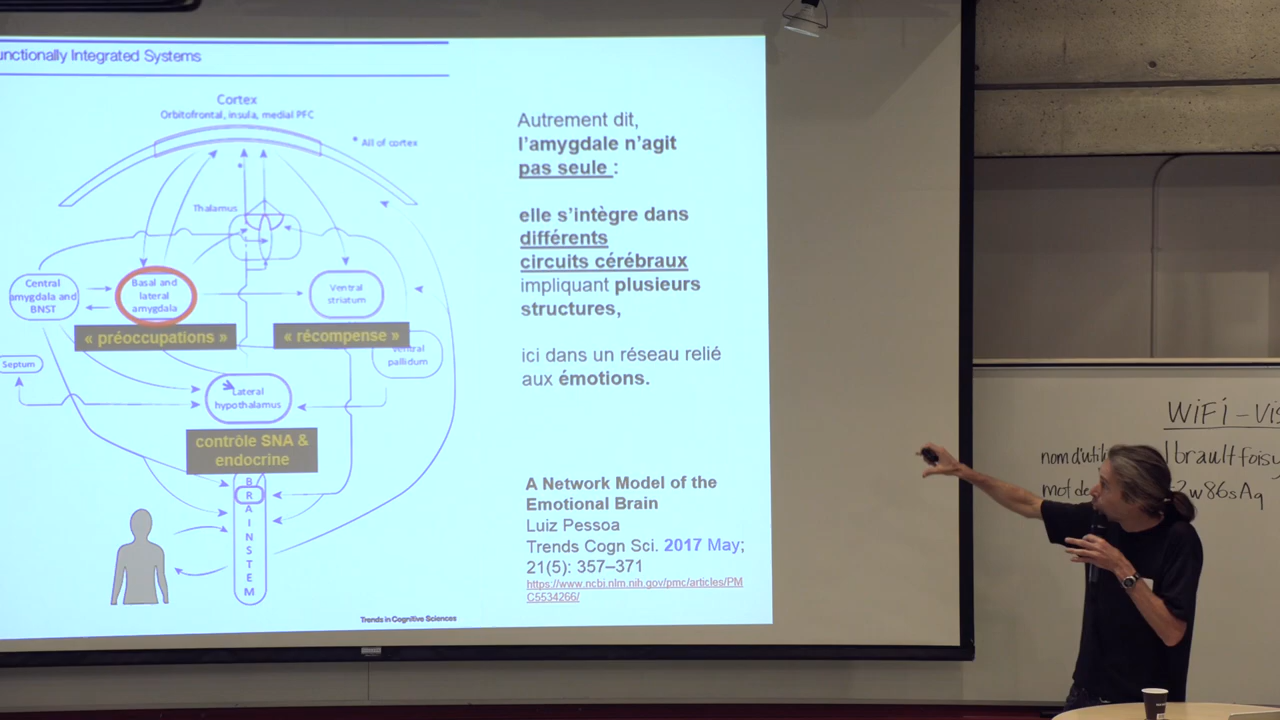 unctionally Integrated Systems
Cortex
Orbitofrontal, insula, medial PFC
* All of cortex
*
Thalamus
Central
amygdala and
BNST
Basal and
lateral
amygdala
Ventral
striatum
« préoccupations »
« récompense »
Ventral
pallidum
Septum
Lateral
hypothalamus
contrôle SNA &
endocrine
B
R
A
I
N
S
T
E
M
Trends in Cognitive Sciences
Autrement dit,
l'amygdale n'agit
pas seule :
elle s'intègre dans
différents
circuits cérébraux
impliquant plusieurs
structures,
ici dans un réseau relié
aux émotions.
A Network Model of the
Emotional Brain
Luiz Pessoa
Trends Cogn Sci. 2017 May;
21(5): 357–371
https://www.ncbi.nlm.nih.gov/pmc/articles/PM
C5534266/
WiFi - Vis
nom d'util brault foisy
mot de 2w86sAq